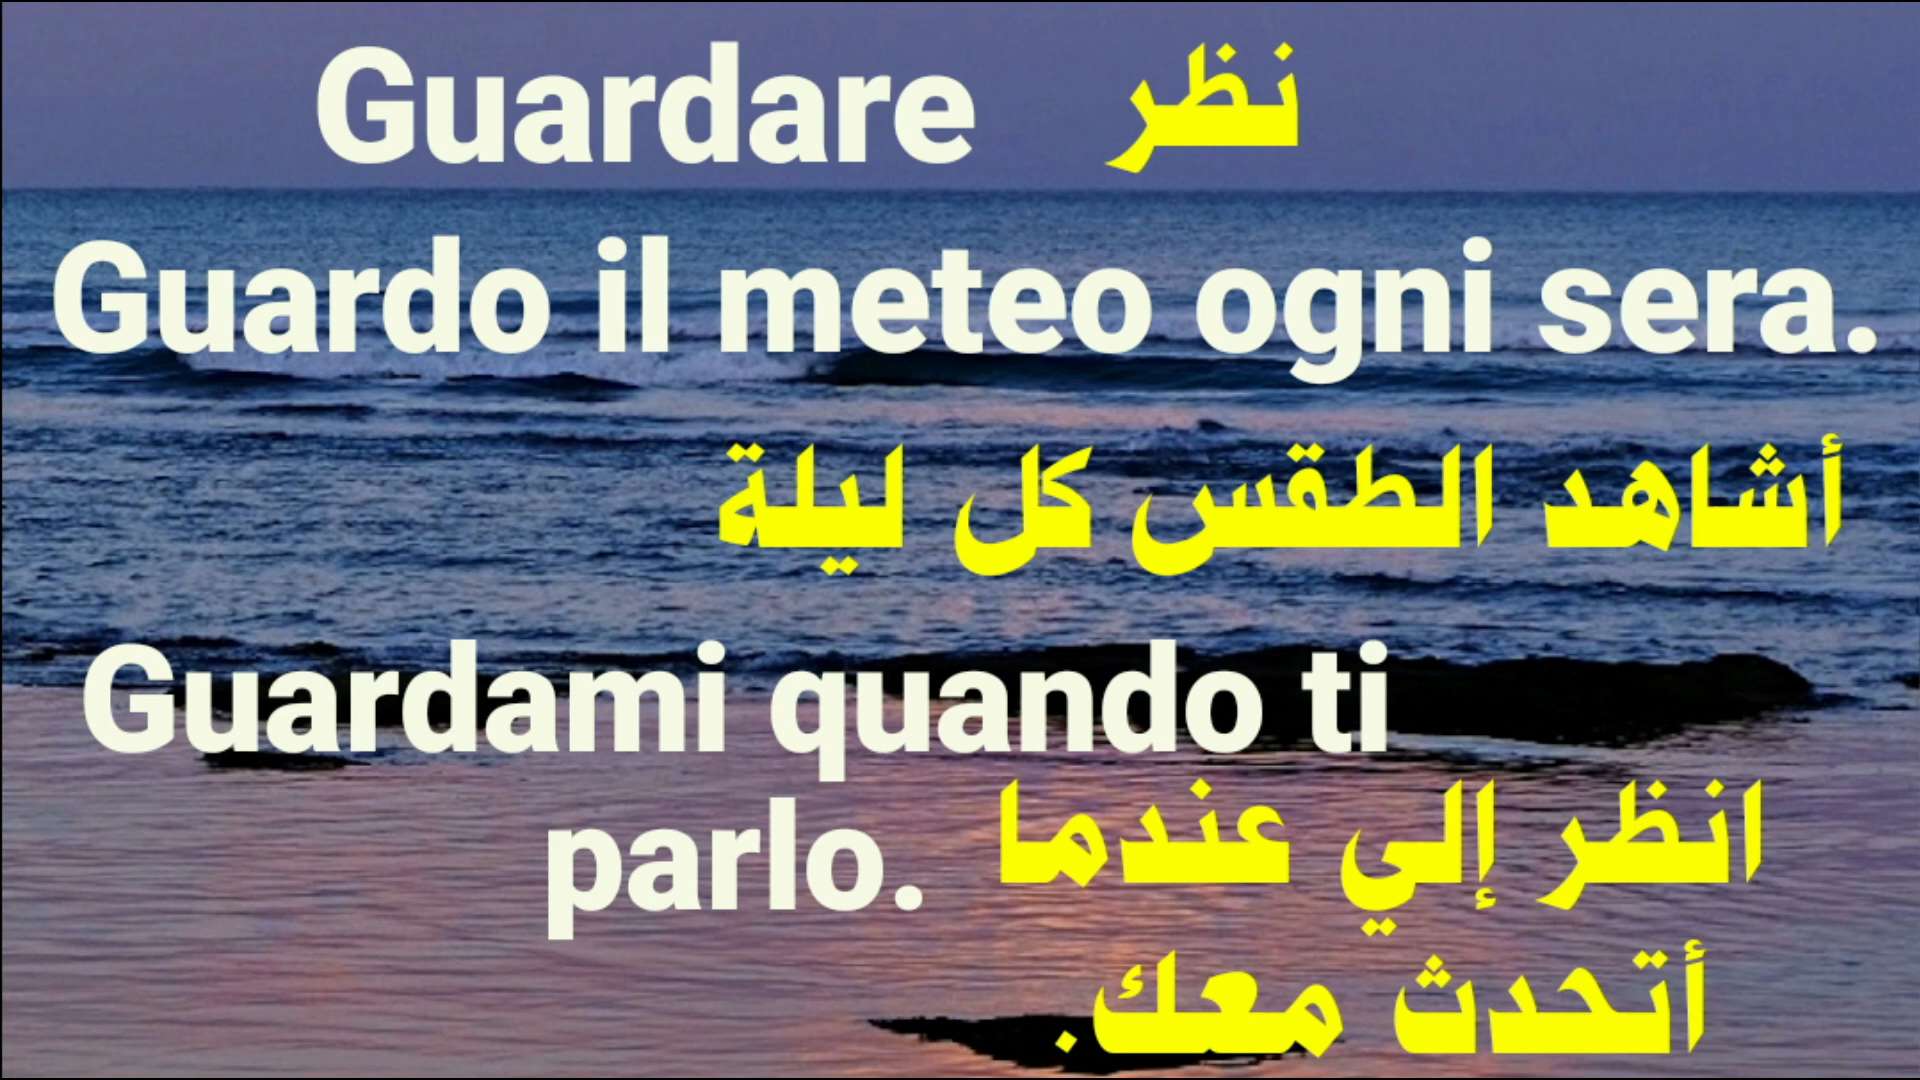 Guardare نظر
Guardo il meteo ogni sera.
أشاهد الطقس كل ليلة
Guardami quando ti
parlo. انظر إلي عندما
أتحدث معك.